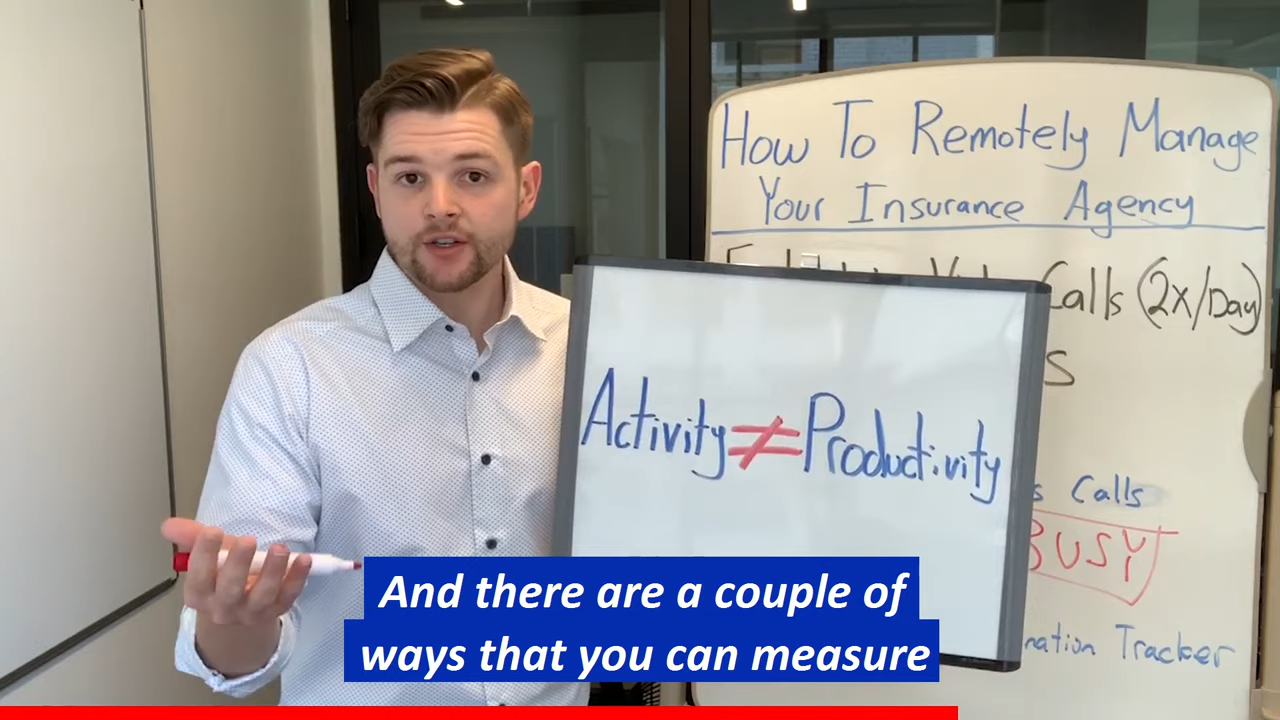 How To Remotely Manage
Your Insurance Agency
Calls (2x/Day)
Activity ≠ Productivity
Calls
BUSY
Tracker
And there are a couple of
ways that you can measure